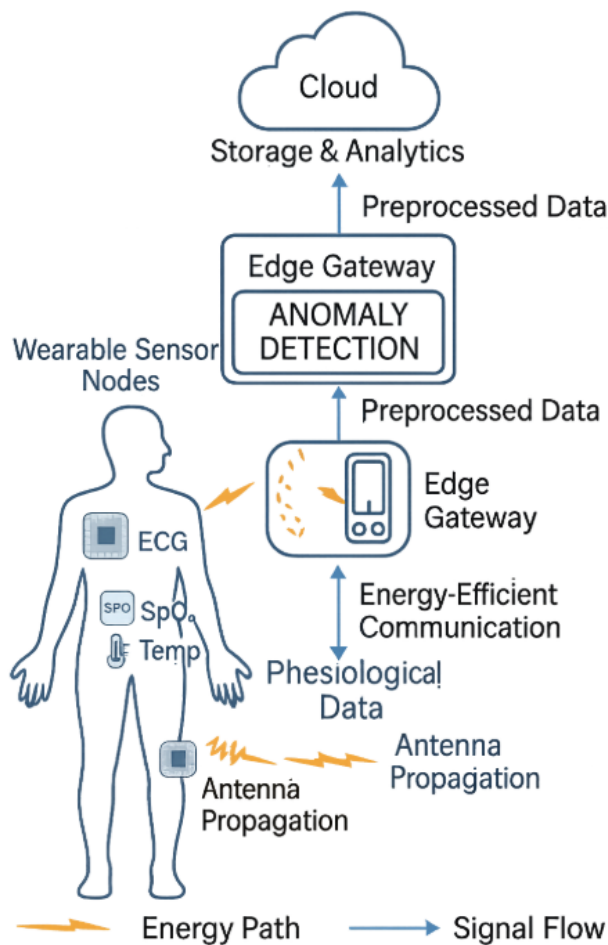 Cloud
Storage & Analytics
Preprocessed Data
Edge Gateway
ANOMALY
DETECTION
Wearable Sensor
Nodes
Preprocessed Data
Edge
Gateway
ECG
SPO
SpO.
Temp
Energy-Efficient
Communication
Phesiological
Data
Antenna
Propagation
Antenna
Propagation
Energy Path
Signal Flow